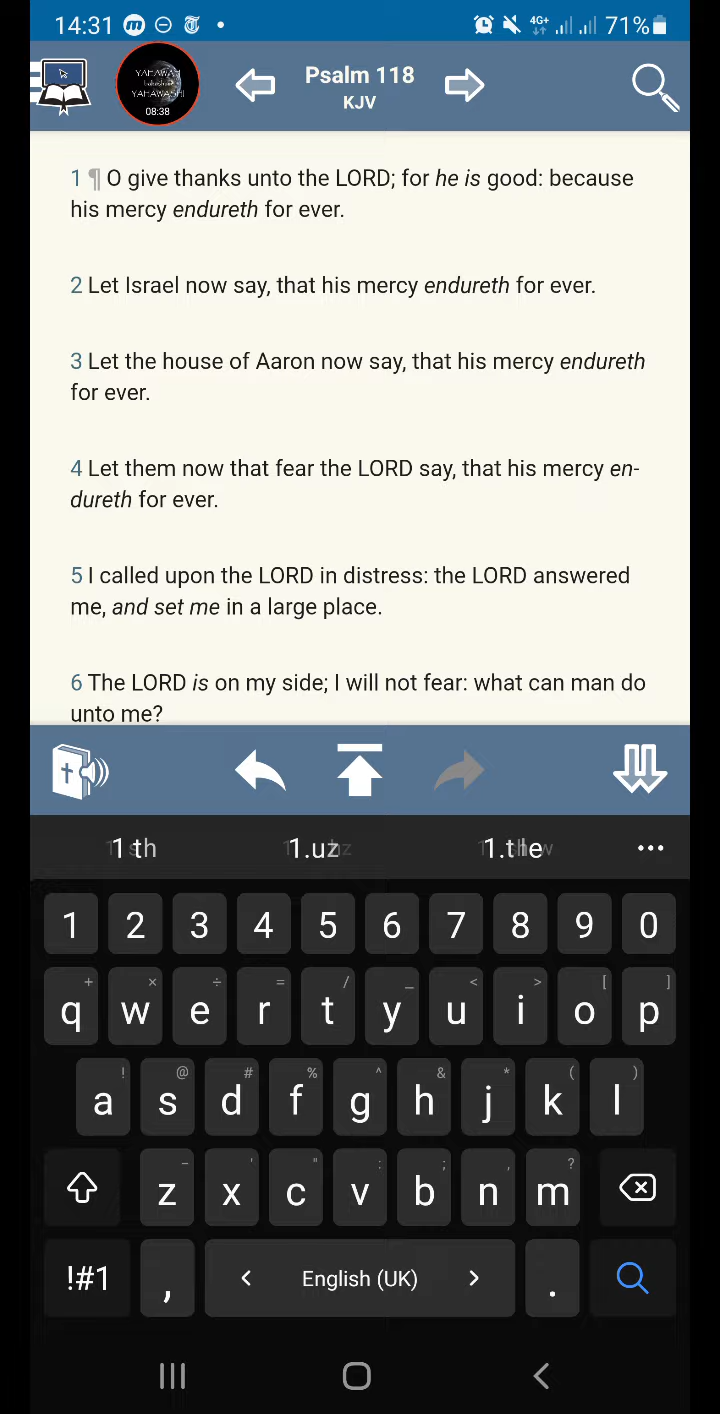 14:31
4G+ 71%
YAHAWAH
YAHAWASHI
08:38
Psalm 118
KJV
1 ¶ O give thanks unto the LORD; for he is good: because
his mercy endureth for ever.
2 Let Israel now say, that his mercy endureth for ever.
3 Let the house of Aaron now say, that his mercy endureth
for ever.
4 Let them now that fear the LORD say, that his mercy en-
dureth for ever.
5 I called upon the LORD in distress: the LORD answered
me, and set me in a large place.
6 The LORD is on my side; I will not fear: what can man do
unto me?
1 th 1.uz 1.the
1 2 3 4 5 6 7 8 9 0
+ × ÷ = / _ < > [ ]
q w e r t y u i o p
! @ # % ^ & * ( )
a s d f g h j k l
- ' " : ; , ?
z x c v b n m
!#1 , < English (UK) > .